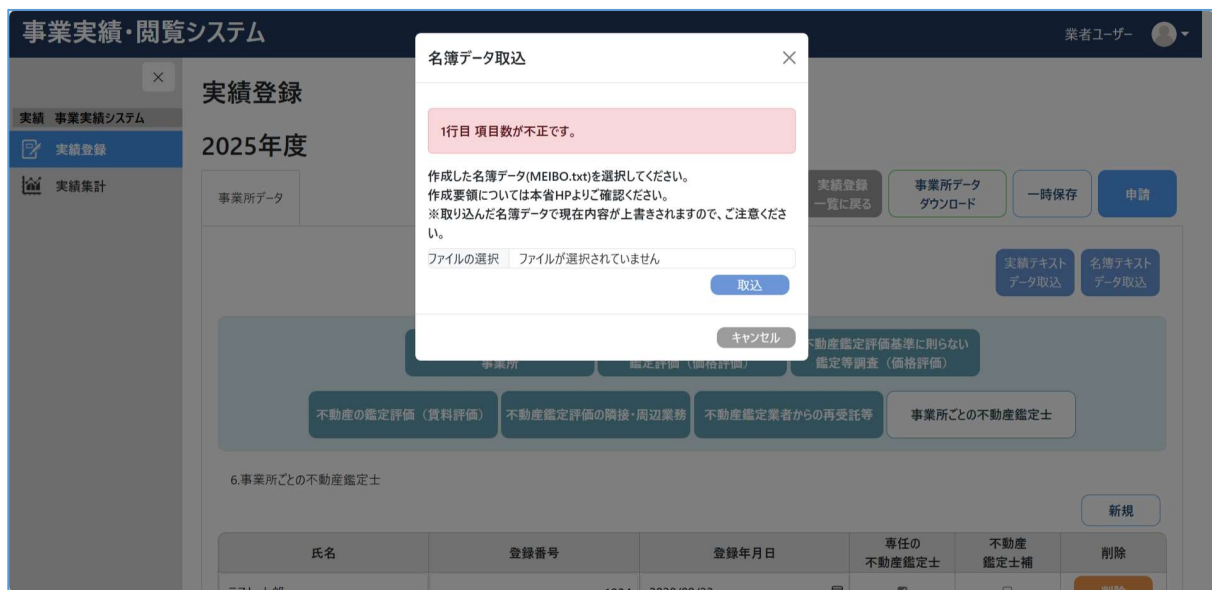 事業実績・閲覧システム
業者ユーザー
実績 事業実績システム
実績登録
実績集計
実績登録
2025年度
事業所データ
実績登録
一覧に戻る
事業所データ
ダウンロード
一時保存
申請
実績テキスト
データ取込
名簿テキスト
データ取込
名簿データ取込
1行目 項目数が不正です。
作成した名簿データ(MEIBO.txt)を選択してください。
作成要領については本省HPよりご確認ください。
※取り込んだ名簿データで現在内容が上書きされますので、ご注意くださ
い。
ファイルの選択 ファイルが選択されていません
取込
キャンセル
事業所
鑑定評価（価格評価）
不動産鑑定評価基準に則らない
鑑定等調査（価格評価）
不動産の鑑定評価（賃料評価）
不動産鑑定評価の隣接・周辺業務
不動産鑑定業者からの再受託等
事業所ごとの不動産鑑定士
6.事業所ごとの不動産鑑定士
新規
氏名
登録番号
登録年月日
専任の
不動産鑑定士
不動産
鑑定士補
削除